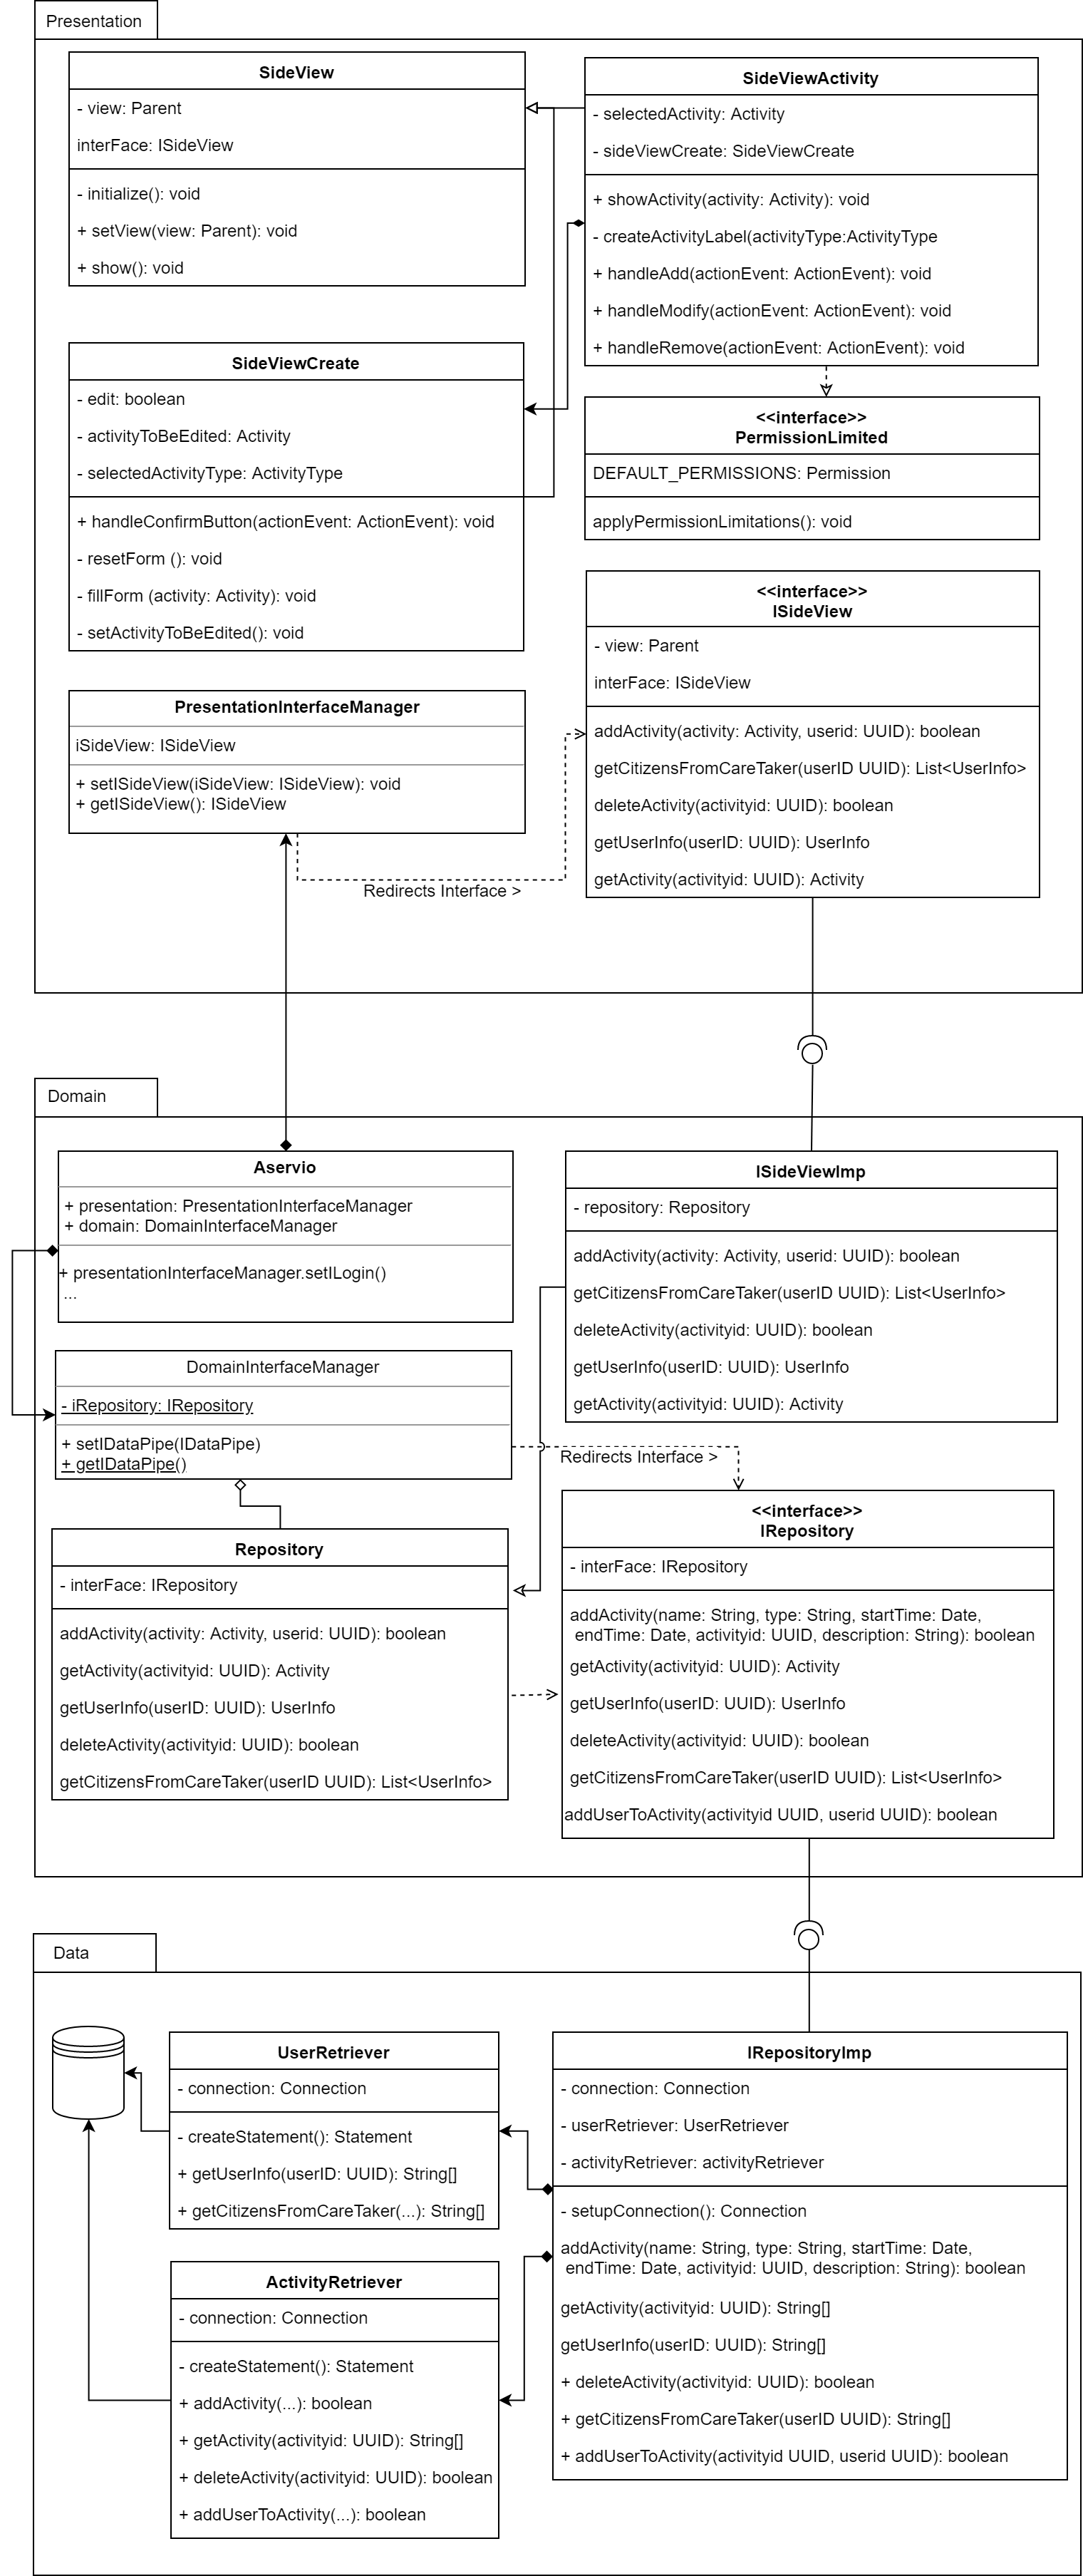 Presentation
SideView
- view: Parent
interFace: ISideView
- initialize(): void
+ setView(view: Parent): void
+ show(): void
SideViewActivity
- selectedActivity: Activity
- sideViewCreate: SideViewCreate
+ showActivity(activity: Activity): void
- createActivityLabel(activityType:ActivityType
+ handleAdd(actionEvent: ActionEvent): void
+ handleModify(actionEvent: ActionEvent): void
+ handleRemove(actionEvent: ActionEvent): void
SideViewCreate
- edit: boolean
- activityToBeEdited: Activity
- selectedActivityType: ActivityType
+ handleConfirmButton(actionEvent: ActionEvent): void
- resetForm (): void
- fillForm (activity: Activity): void
- setActivityToBeEdited(): void
<<interface>>
PermissionLimited
DEFAULT_PERMISSIONS: Permission
applyPermissionLimitations(): void
<<interface>>
ISideView
- view: Parent
interFace: ISideView
addActivity(activity: Activity, userid: UUID): boolean
getCitizensFromCareTaker(userID UUID): List<UserInfo>
deleteActivity(activityid: UUID): boolean
getUserInfo(userID: UUID): UserInfo
getActivity(activityid: UUID): Activity
PresentationInterfaceManager
iSideView: ISideView
+ setISideView(iSideView: ISideView): void
+ getISideView(): ISideView
Redirects Interface >
Domain
Aservio
+ presentation: PresentationInterfaceManager
+ domain: DomainInterfaceManager
+ presentationInterfaceManager.setILogin()
...
ISideViewImp
- repository: Repository
addActivity(activity: Activity, userid: UUID): boolean
getCitizensFromCareTaker(userID UUID): List<UserInfo>
deleteActivity(activityid: UUID): boolean
getUserInfo(userID: UUID): UserInfo
getActivity(activityid: UUID): Activity
DomainInterfaceManager
- iRepository: IRepository
+ setIDataPipe(IDataPipe)
+ getIDataPipe()
Redirects Interface >
Repository
- interFace: IRepository
addActivity(activity: Activity, userid: UUID): boolean
getActivity(activityid: UUID): Activity
getUserInfo(userID: UUID): UserInfo
deleteActivity(activityid: UUID): boolean
getCitizensFromCareTaker(userID UUID): List<UserInfo>
<<interface>>
IRepository
- interFace: IRepository
addActivity(name: String, type: String, startTime: Date,
endTime: Date, activityid: UUID, description: String): boolean
getActivity(activityid: UUID): Activity
getUserInfo(userID: UUID): UserInfo
deleteActivity(activityid: UUID): boolean
getCitizensFromCareTaker(userID UUID): List<UserInfo>
addUserToActivity(activityid UUID, userid UUID): boolean
Data
UserRetriever
- connection: Connection
- createStatement(): Statement
+ getUserInfo(userID: UUID): String[]
+ getCitizensFromCareTaker(...): String[]
ActivityRetriever
- connection: Connection
- createStatement(): Statement
+ addActivity(...): boolean
+ getActivity(activityid: UUID): String[]
+ deleteActivity(activityid: UUID): boolean
+ addUserToActivity(...): boolean
IRepositoryImp
- connection: Connection
- userRetriever: UserRetriever
- activityRetriever: activityRetriever
- setupConnection(): Connection
addActivity(name: String, type: String, startTime: Date,
endTime: Date, activityid: UUID, description: String): boolean
getActivity(activityid: UUID): String[]
getUserInfo(userID: UUID): String[]
+ deleteActivity(activityid: UUID): boolean
+ getCitizensFromCareTaker(userID UUID): String[]
+ addUserToActivity(activityid UUID, userid UUID): boolean